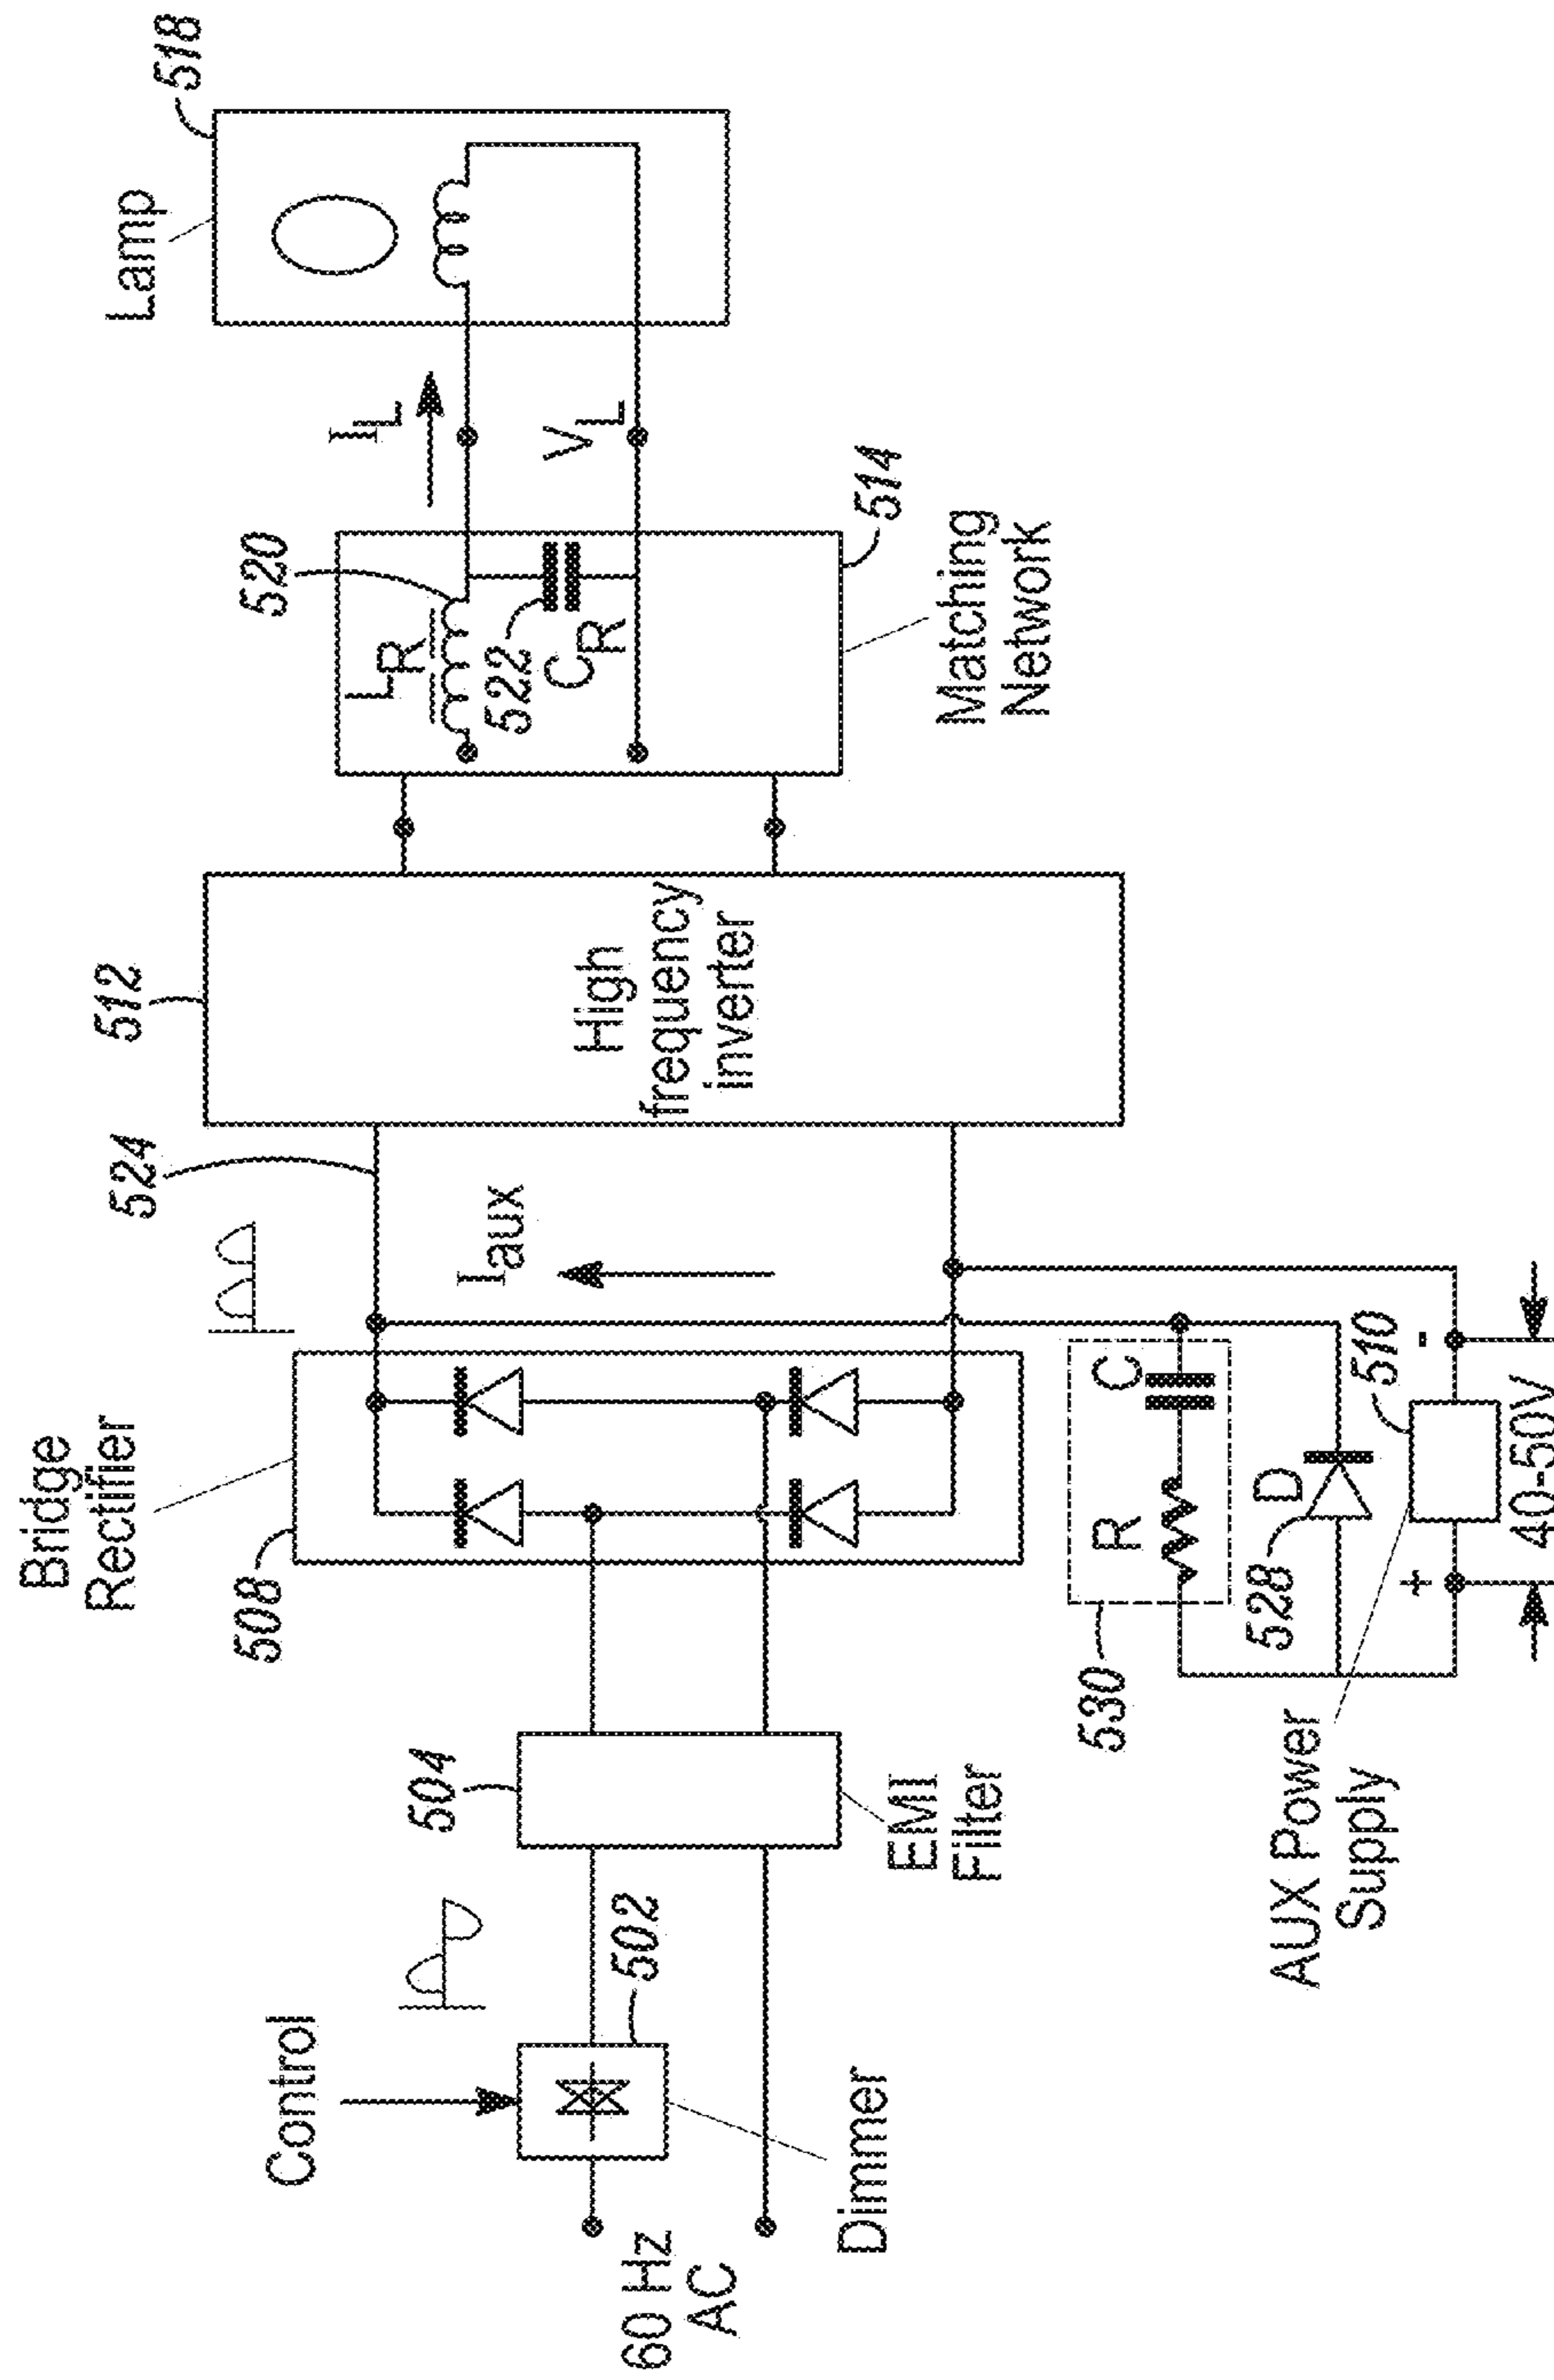 Control
60 Hz
AC
502
Dimmer
504
EMI
Filter
Bridge
Rectifier
508
524
I
aux
512
High
frequency
inverter
520
L
R
522
C
R
I
L
V
L
514
Matching
Network
Lamp
518
530
R
C
528
D
AUX Power
Supply
510
+
-
40-50V